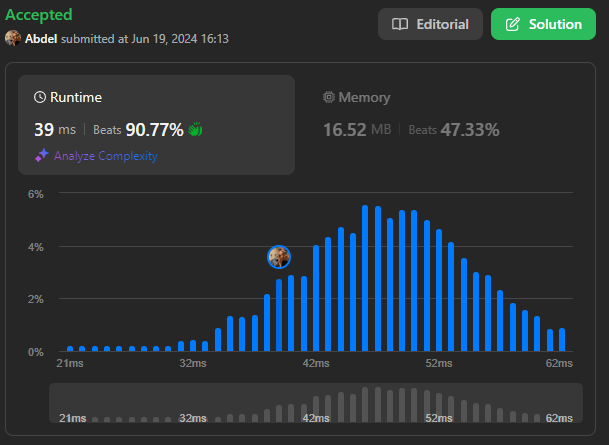 Accepted
Abdel submitted at Jun 19, 2024 16:13
Editorial
Solution
Runtime
39 ms | Beats 90.77%
Analyze Complexity
Memory
16.52 MB | Beats 47.33%
6%
4%
2%
0%
21ms 32ms 42ms 52ms 62ms
21ms 32ms 42ms 52ms 62ms